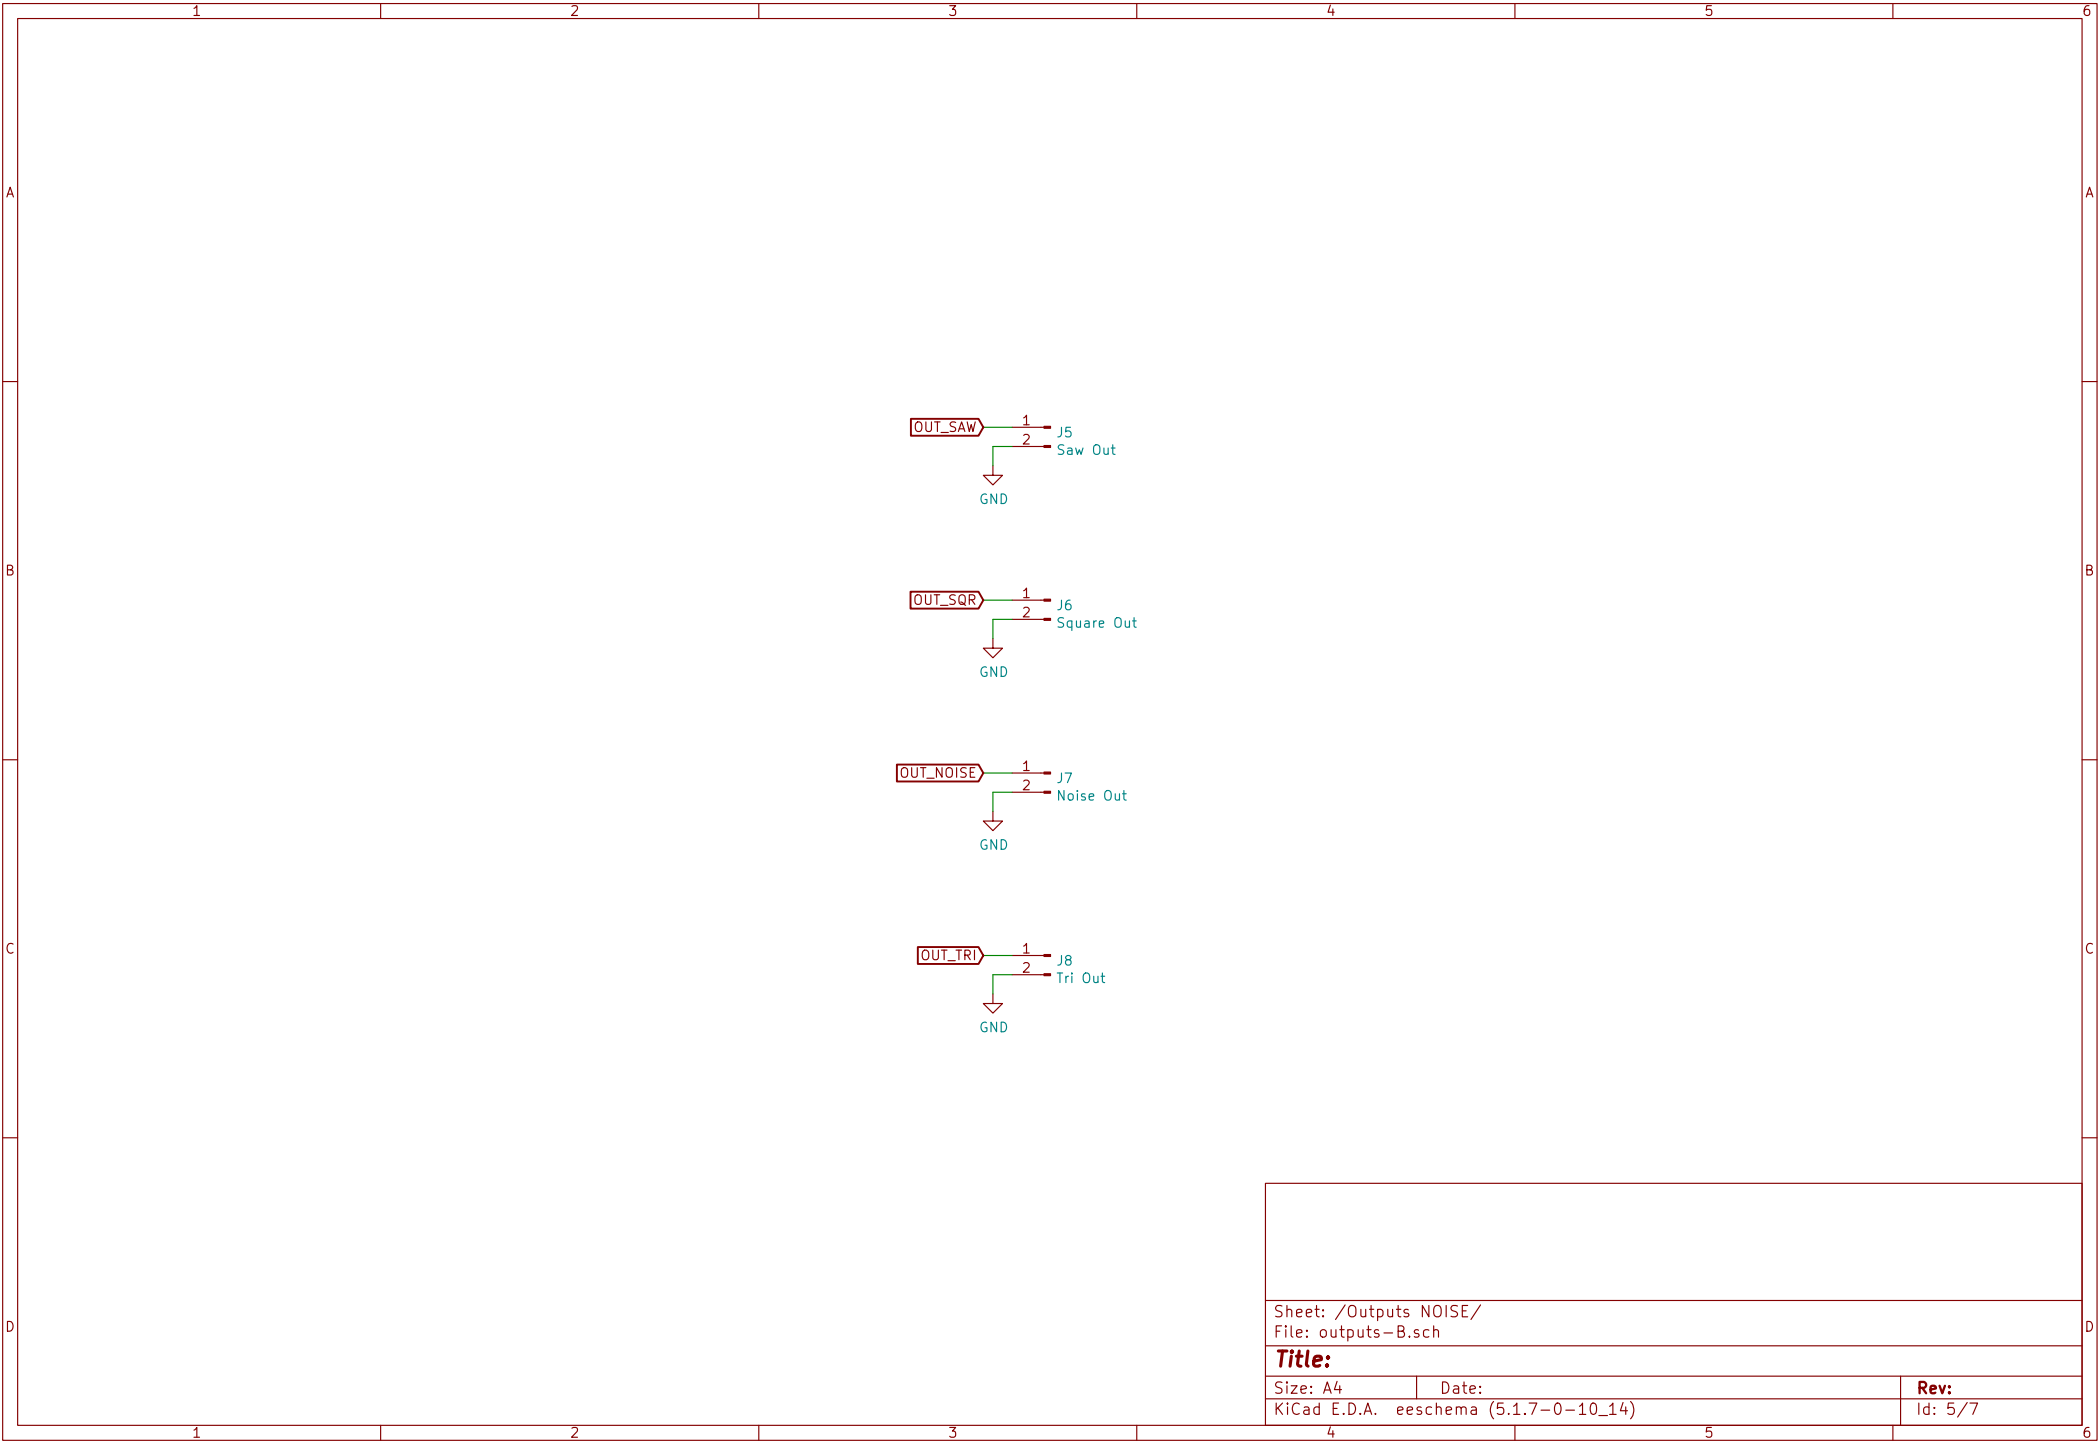 1 2 3 4 5 6
A A
OUT_SAW 1 J5
2 Saw Out
GND
B B
OUT_SQR 1 J6
2 Square Out
GND
OUT_NOISE 1 J7
2 Noise Out
GND
C C
OUT_TRI 1 J8
2 Tri Out
GND
Sheet: /Outputs NOISE/
D D
File: outputs-B.sch
Title:
Size: A4 Date: Rev:
KiCad E.D.A. eeschema (5.1.7-0-10_14) Id: 5/7
1 2 3 4 5 6